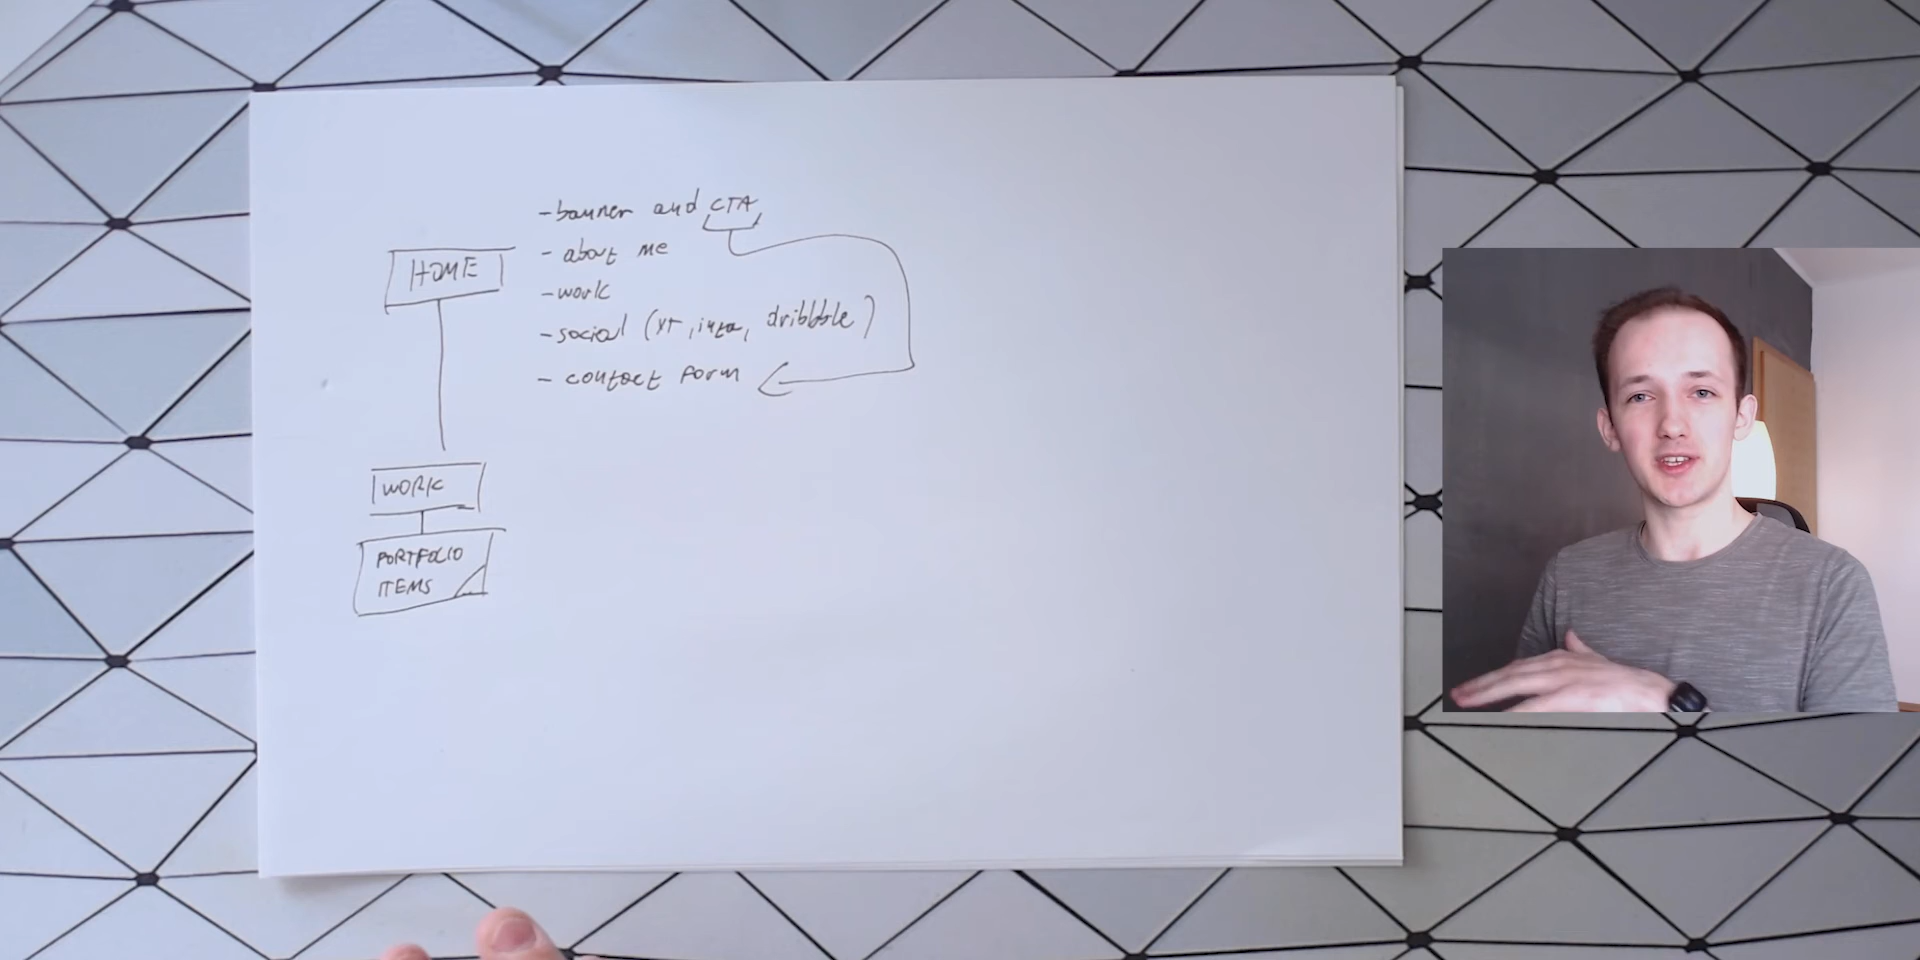 - banner and CTA
HOME
- about me
- work
- social (YT, insta, dribbble)
- contact form
WORK
PORTFOLIO
ITEMS